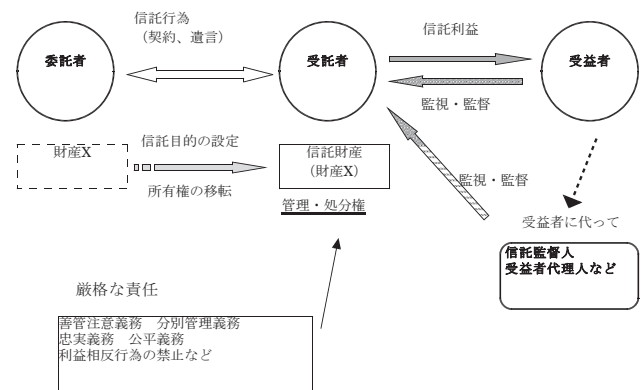 信託行為
（契約、遺言）
委託者
受託者
信託利益
受益者
監視・監督
財産X
信託目的の設定
所有権の移転
信託財産
（財産X）
管理・処分権
監視・監督
受益者に代って
信託監督人
受益者代理人など
厳格な責任
善管注意義務　分別管理義務
忠実義務　公平義務
利益相反行為の禁止など